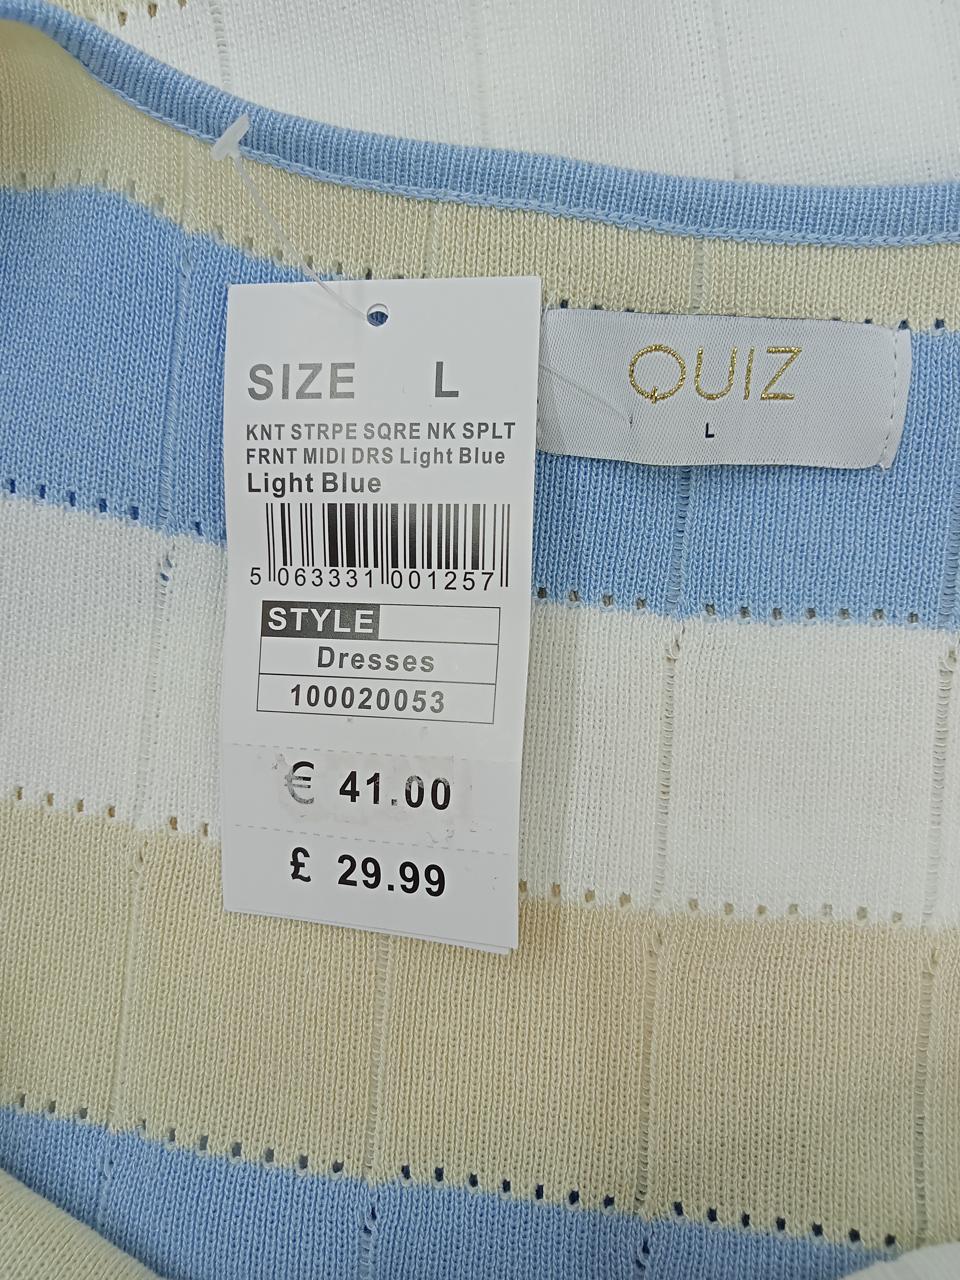 SIZE L
KNT STRPE SQRE NK SPLT
FRNT MIDI DRS Light Blue
Light Blue
5 063331 001257
STYLE
Dresses
100020053
€ 41.00
£ 29.99
QUIZ
L